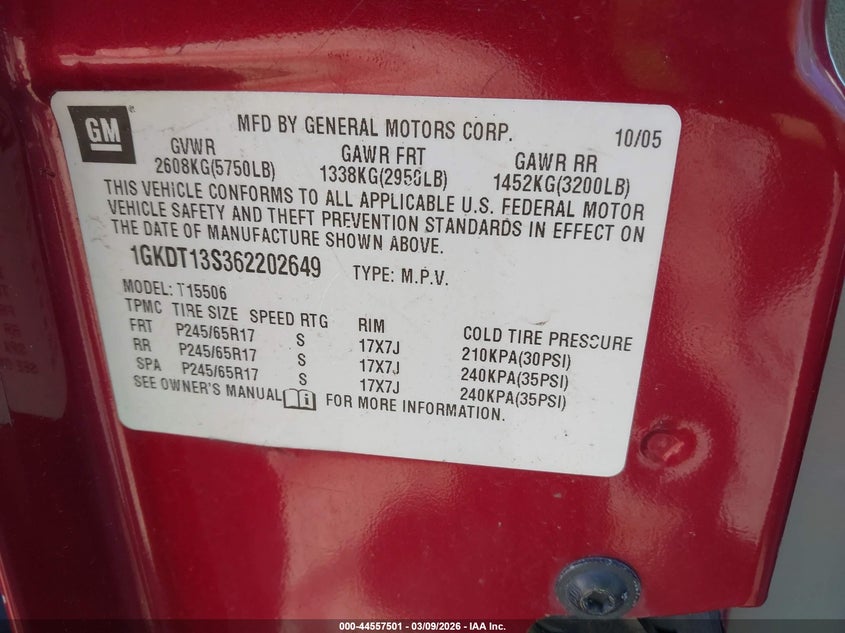 GM
MFD BY GENERAL MOTORS CORP. 10/05
GVWR GAWR FRT GAWR RR
2608KG(5750LB) 1338KG(2950LB) 1452KG(3200LB)
THIS VEHICLE CONFORMS TO ALL APPLICABLE U.S. FEDERAL MOTOR
VEHICLE SAFETY AND THEFT PREVENTION STANDARDS IN EFFECT ON
THE DATE OF MANUFACTURE SHOWN ABOVE.
1GKDT13S362202649 TYPE: M.P.V.
MODEL: T15506
TPMC TIRE SIZE SPEED RTG RIM COLD TIRE PRESSURE
FRT P245/65R17 S 17X7J 210KPA(30PSI)
RR P245/65R17 S 17X7J 240KPA(35PSI)
SPA P245/65R17 S 17X7J 240KPA(35PSI)
SEE OWNER'S MANUAL FOR MORE INFORMATION.
000-44557501 — 03/09/2026 — IAA Inc.